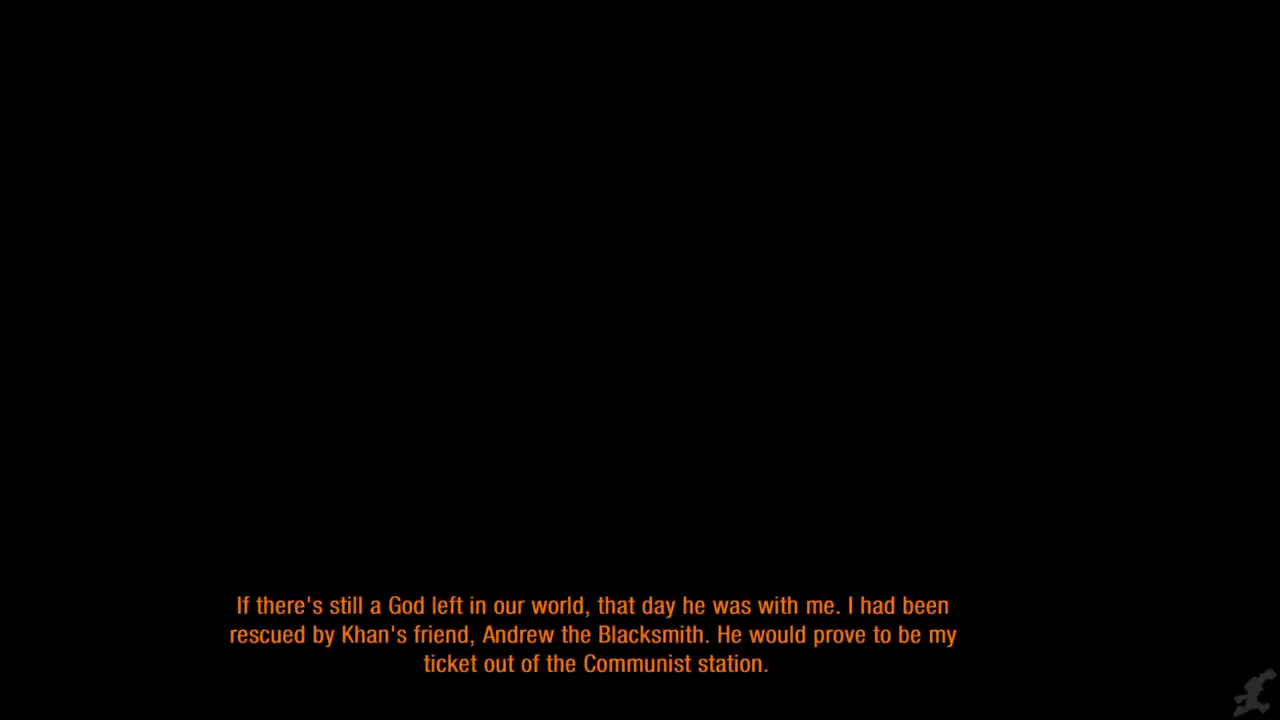 If there's still a God left in our world, that day he was with me. I had been
rescued by Khan's friend, Andrew the Blacksmith. He would prove to be my
ticket out of the Communist station.